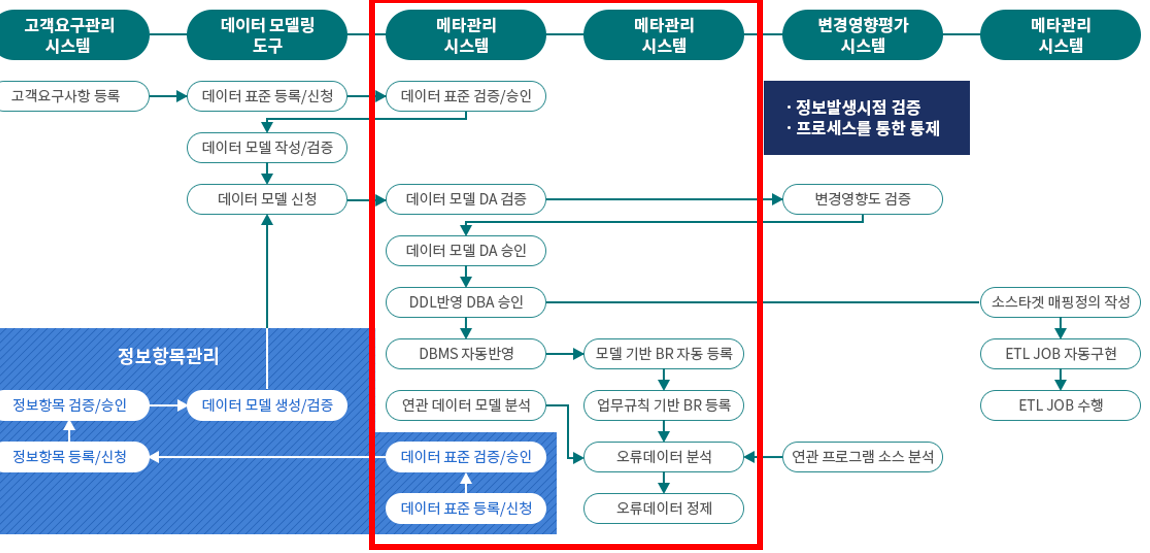 고객요구관리
시스템
데이터 모델링
도구
메타관리
시스템
메타관리
시스템
변경영향평가
시스템
메타관리
시스템
고객요구사항 등록
데이터 표준 등록/신청
데이터 표준 검증/승인
· 정보발생시점 검증
· 프로세스를 통한 통제
데이터 모델 작성/검증
데이터 모델 신청
데이터 모델 DA 검증
변경영향도 검증
데이터 모델 DA 승인
DDL반영 DBA 승인
소스타겟 매핑정의 작성
정보항목관리
DBMS 자동반영
모델 기반 BR 자동 등록
ETL JOB 자동구현
정보항목 검증/승인
데이터 모델 생성/검증
연관 데이터 모델 분석
업무규칙 기반 BR 등록
ETL JOB 수행
정보항목 등록/신청
데이터 표준 검증/승인
오류데이터 분석
연관 프로그램 소스 분석
데이터 표준 등록/신청
오류데이터 정제